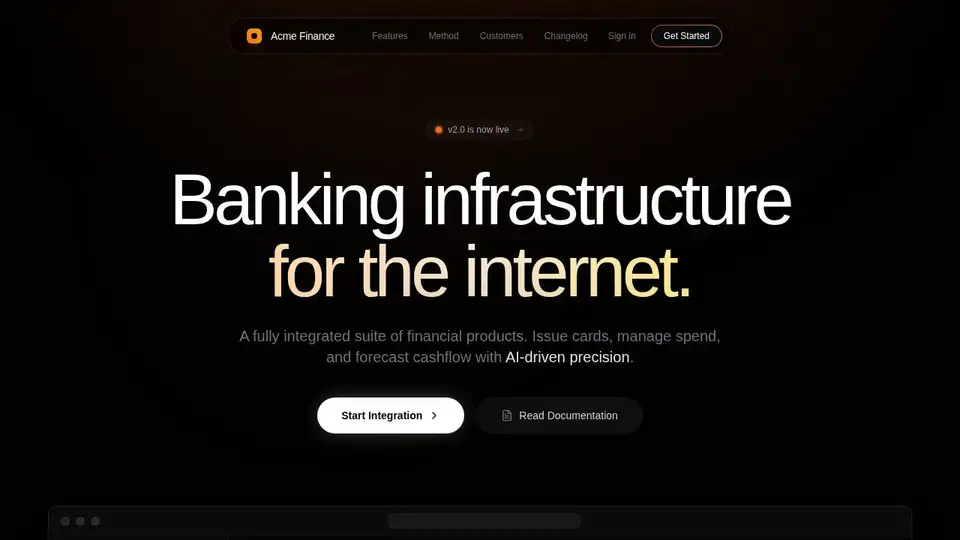 Acme Finance
Features
Method
Customers
Changelog
Sign in
Get Started
v2.0 is now live →
Banking infrastructure
for the internet.
A fully integrated suite of financial products. Issue cards, manage spend,
and forecast cashflow with AI-driven precision.
Start Integration
Read Documentation